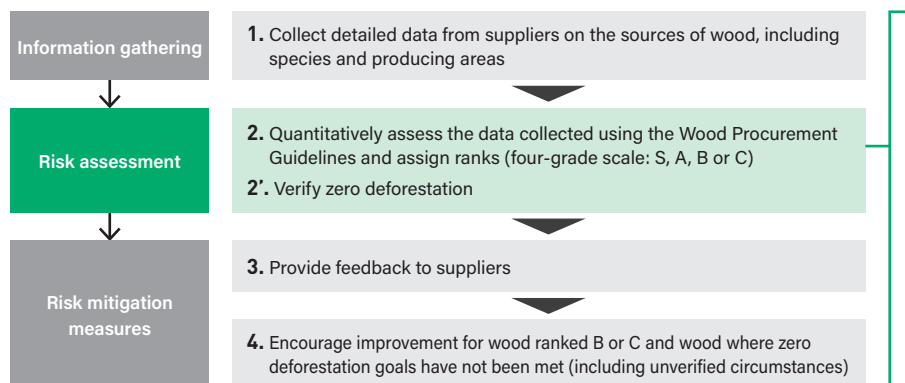 Information gathering
1. Collect detailed data from suppliers on the sources of wood, including
species and producing areas
Risk assessment
2. Quantitatively assess the data collected using the Wood Procurement
Guidelines and assign ranks (four-grade scale: S, A, B or C)
2'. Verify zero deforestation
Risk mitigation
measures
3. Provide feedback to suppliers
4. Encourage improvement for wood ranked B or C and wood where zero
deforestation goals have not been met (including unverified circumstances)